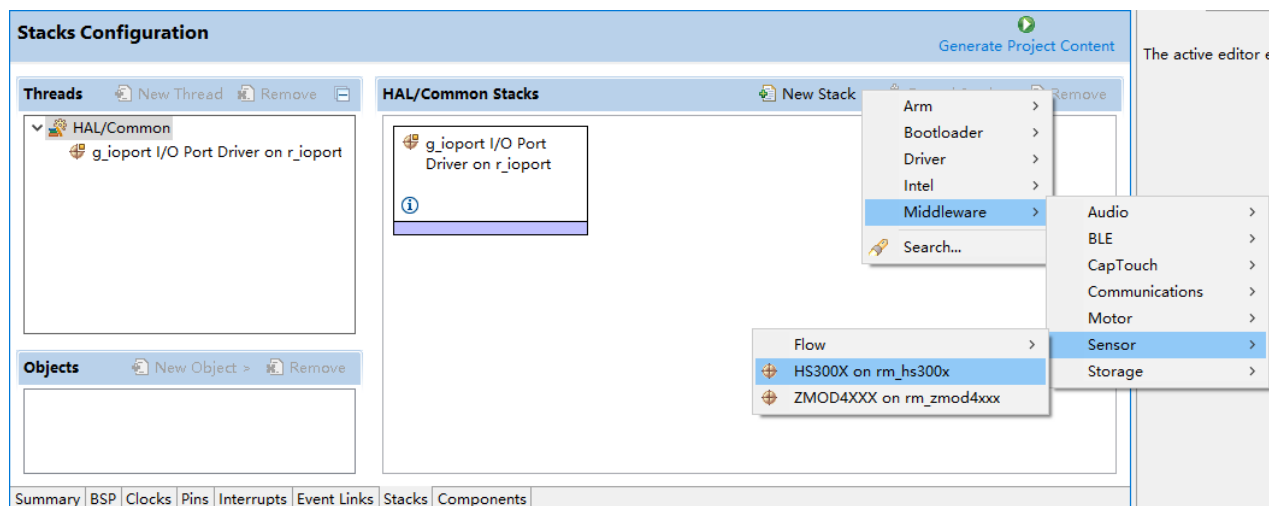 Stacks Configuration
Generate Project Content
The active editor e
Threads
New Thread
Remove
HAL/Common Stacks
New Stack
Remove
HAL/Common
g_ioport I/O Port Driver on r_ioport
g_ioport I/O Port
Driver on r_ioport
Arm
Bootloader
Driver
Intel
Middleware
Search...
Audio
BLE
CapTouch
Communications
Motor
Sensor
Storage
Flow
HS300X on rm_hs300x
ZMOD4XXX on rm_zmod4xxx
Objects
New Object >
Remove
Summary
BSP
Clocks
Pins
Interrupts
Event Links
Stacks
Components